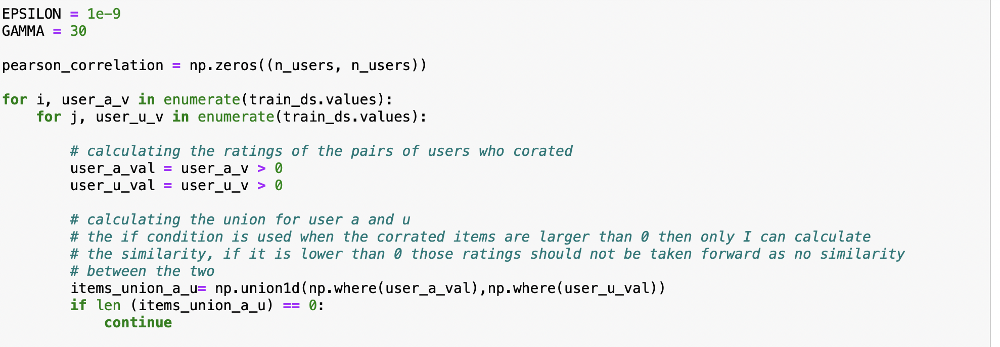 EPSILON = 1e-9
GAMMA = 30
pearson_correlation = np.zeros((n_users, n_users))
for i, user_a_v in enumerate(train_ds.values):
    for j, user_u_v in enumerate(train_ds.values):
        # calculating the ratings of the pairs of users who corated
        user_a_val = user_a_v > 0
        user_u_val = user_u_v > 0
        # calculating the union for user a and u
        # the if condition is used when the corrated items are larger than 0 then only I can calculate
        # the similarity, if it is lower than 0 those ratings should not be taken forward as no similarity
        # between the two
        items_union_a_u= np.union1d(np.where(user_a_val),np.where(user_u_val))
        if len (items_union_a_u) == 0:
            continue